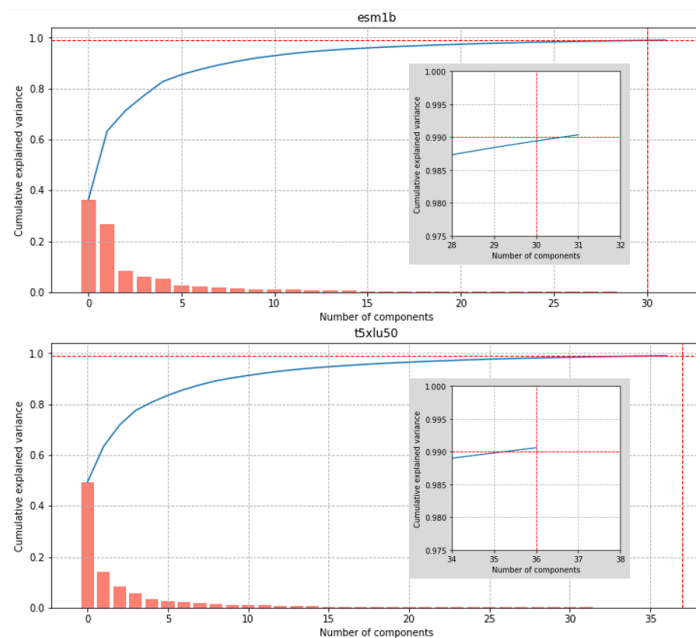 esm1b
Cumulative explained variance
1.0
0.8
0.6
0.4
0.2
0.0
0 5 10 15 20 25 30
Number of components
Cumulative explained variance
1.000
0.995
0.990
0.985
0.980
0.975
28 29 30 31 32
Number of components
t5xlu50
Cumulative explained variance
1.0
0.8
0.6
0.4
0.2
0.0
0 5 10 15 20 25 30 35
Number of components
Cumulative explained variance
1.000
0.995
0.990
0.985
0.980
0.975
34 35 36 37 38
Number of components